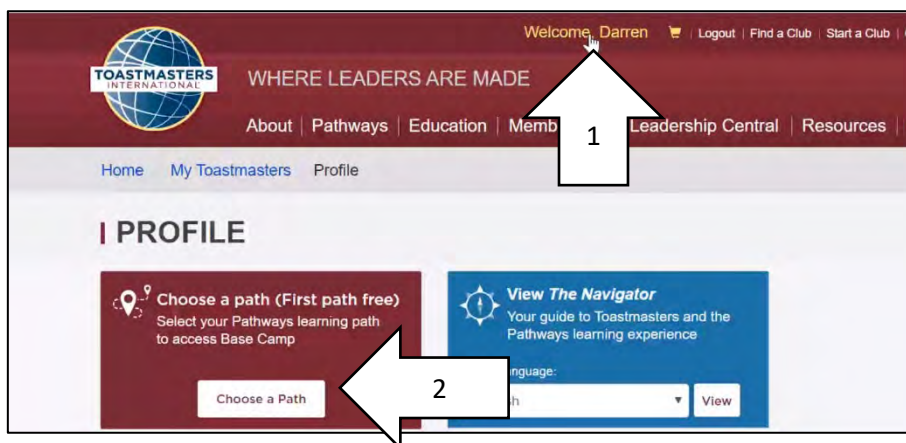 Welcome, Darren | Logout | Find a Club | Start a Club |
TOASTMASTERS
INTERNATIONAL
WHERE LEADERS ARE MADE
1
About | Pathways | Education | Leadership Central | Resources |
Home My Toastmasters Profile
PROFILE
Choose a path (First path free)
Select your Pathways learning path
to access Base Camp
Choose a Path
2
View The Navigator
Your guide to Toastmasters and the
Pathways learning experience
View